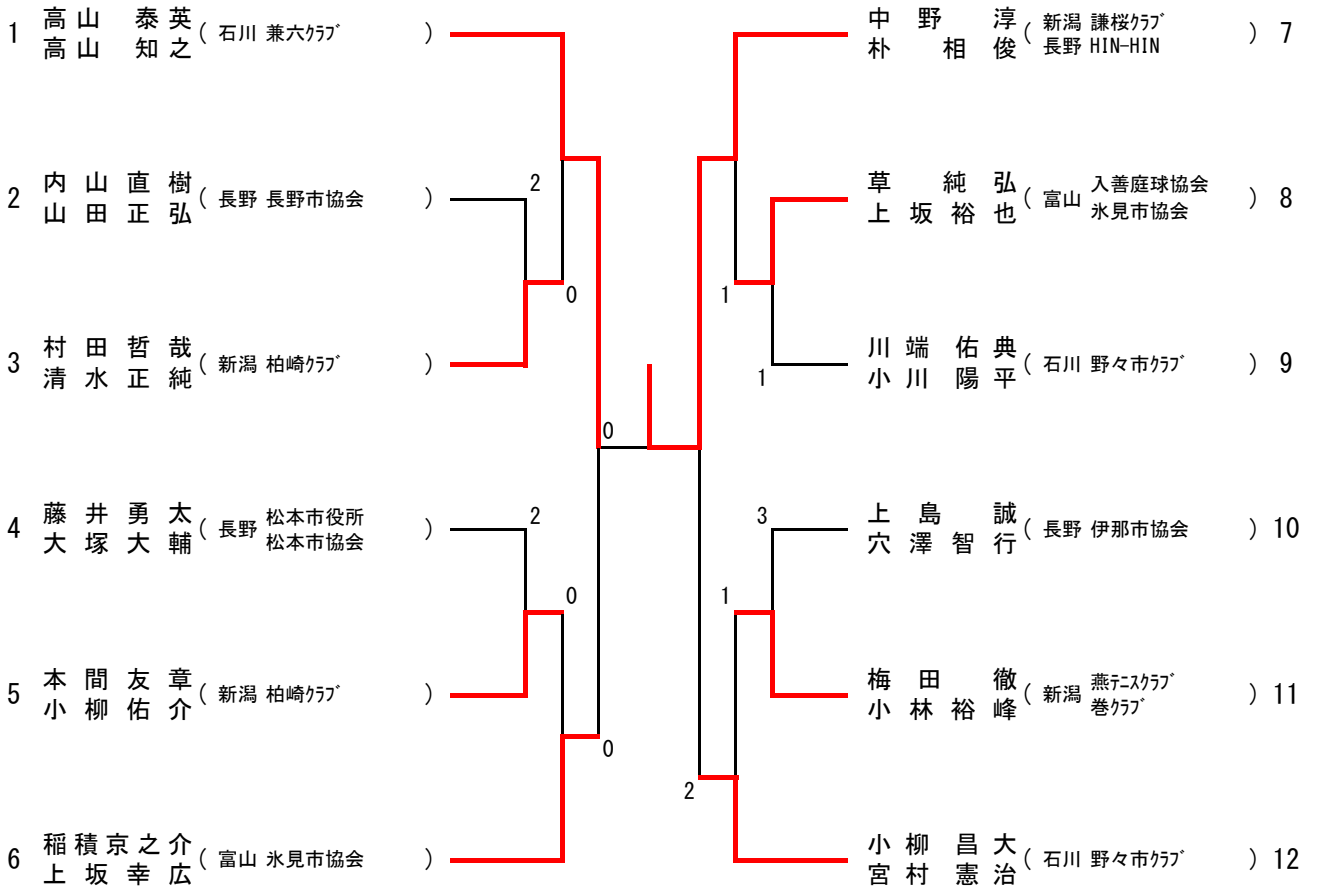 1 高山 泰英 ( 石川 兼六ｸﾗﾌﾞ )
高山 知之
2 内山直樹 ( 長野 長野市協会 )
山田正弘
2
0
3 村田哲哉 ( 新潟 柏崎ｸﾗﾌﾞ )
清水正純
0
4 藤井勇太 ( 長野 松本市役所 )
大塚大輔 松本市協会
2
0
5 本間友章 ( 新潟 柏崎ｸﾗﾌﾞ )
小柳佑介
0
6 稲積京之介 ( 富山 氷見市協会 )
上坂幸広
中野 淳 ( 新潟 謙桜ｸﾗﾌﾞ ) 7
朴 相俊 長野 HIN-HIN
草 純弘 ( 富山 入善庭球協会 ) 8
上坂裕也 氷見市協会
1
川端佑典 ( 石川 野々市ｸﾗﾌﾞ ) 9
小川陽平
1
上島 誠 ( 長野 伊那市協会 ) 10
穴澤智行
3
1
梅田 徹 ( 新潟 燕ﾃﾆｽｸﾗﾌﾞ ) 11
小林裕峰 巻ｸﾗﾌﾞ
2
小柳昌大 ( 石川 野々市ｸﾗﾌﾞ ) 12
宮村憲治